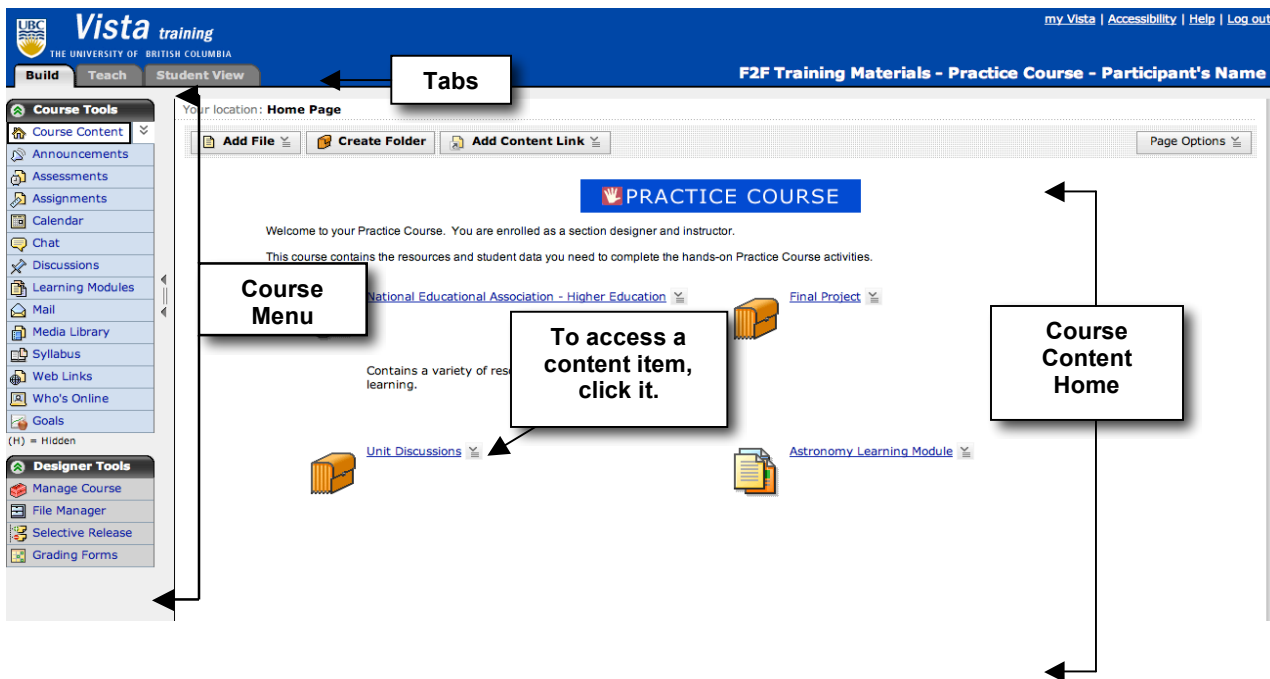 UBC
Vista training
THE UNIVERSITY OF BRITISH COLUMBIA
my Vista | Accessibility | Help | Log out
Build Teach Student View
Tabs
F2F Training Materials - Practice Course - Participant's Name
Course Tools
Course Content
Announcements
Assessments
Assignments
Calendar
Chat
Discussions
Learning Modules
Mail
Media Library
Syllabus
Web Links
Who's Online
Goals
(H) = Hidden
Designer Tools
Manage Course
File Manager
Selective Release
Grading Forms
Your location: Home Page
Add File Create Folder Add Content Link Page Options
PRACTICE COURSE
Welcome to your Practice Course. You are enrolled as a section designer and instructor.
This course contains the resources and student data you need to complete the hands-on Practice Course activities.
Course
Menu
National Educational Association - Higher Education
Final Project
To access a
content item,
click it.
Course
Content
Home
Contains a variety of
learning.
Unit Discussions
Astronomy Learning Module